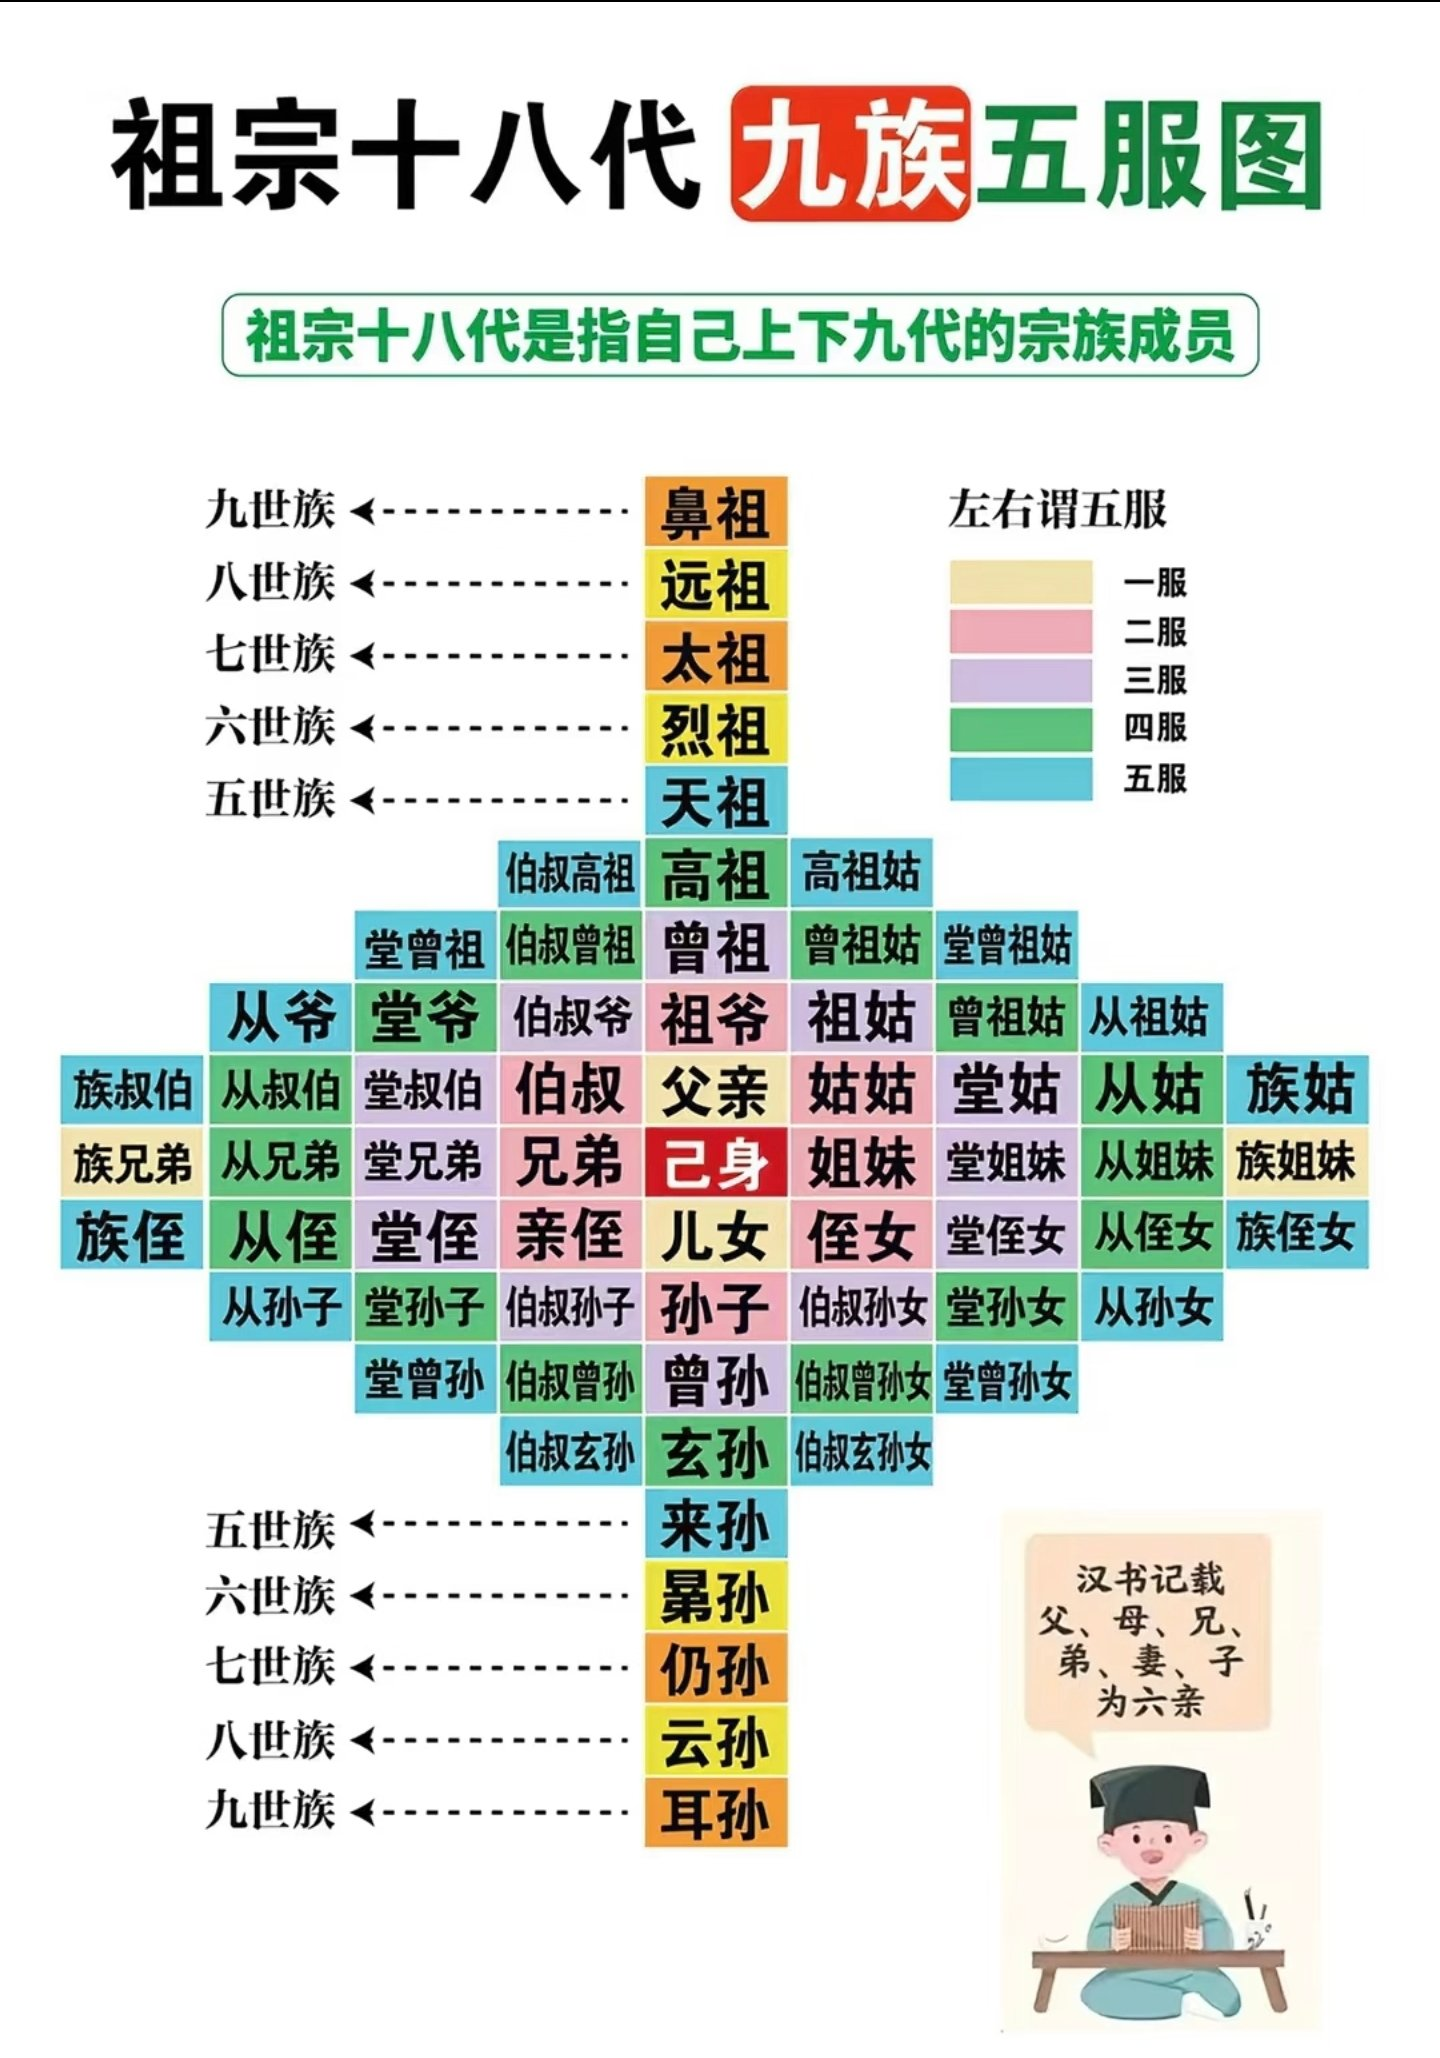 祖宗十八代 九族五服图
祖宗十八代是指自己上下九代的宗族成员
九世族 鼻祖 左右谓五服
八世族 远祖 一服
七世族 太祖 二服
三服
六世族 烈祖 四服
五世族 天祖 五服
伯叔高祖 高祖 高祖姑
堂曾祖 伯叔曾祖 曾祖 曾祖姑 堂曾祖姑
从爷 堂爷 伯叔爷 祖爷 祖姑 曾祖姑 从祖姑
族叔伯 从叔伯 堂叔伯 伯叔 父亲 姑姑 堂姑 从姑 族姑
族兄弟 从兄弟 堂兄弟 兄弟 己身 姐妹 堂姐妹 从姐妹 族姐妹
族侄 从侄 堂侄 亲侄 儿女 侄女 堂侄女 从侄女 族侄女
从孙子 堂孙子 伯叔孙子 孙子 伯叔孙女 堂孙女 从孙女
堂曾孙 伯叔曾孙 曾孙 伯叔曾孙女 堂曾孙女
伯叔玄孙 玄孙 伯叔玄孙女
五世族 来孙
六世族 晜孙
七世族 仍孙
八世族 云孙
九世族 耳孙
汉书记载
父、母、兄、
弟、妻、子
为六亲